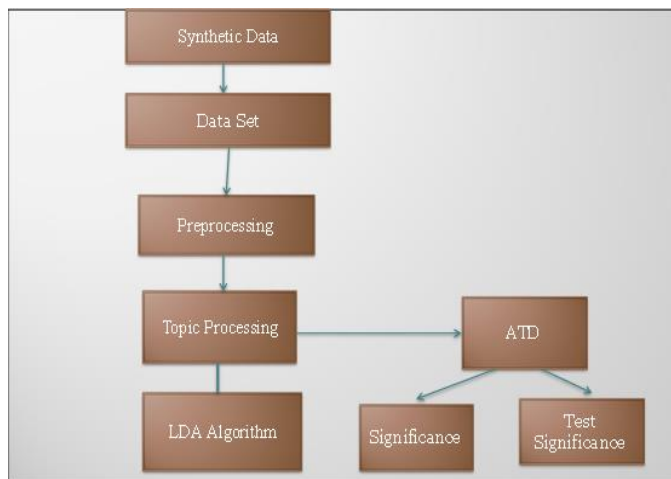 Synthetic Data
Data Set
Preprocessing
Topic Processing
ATD
LDA Algorithm
Significance
Test
Significance